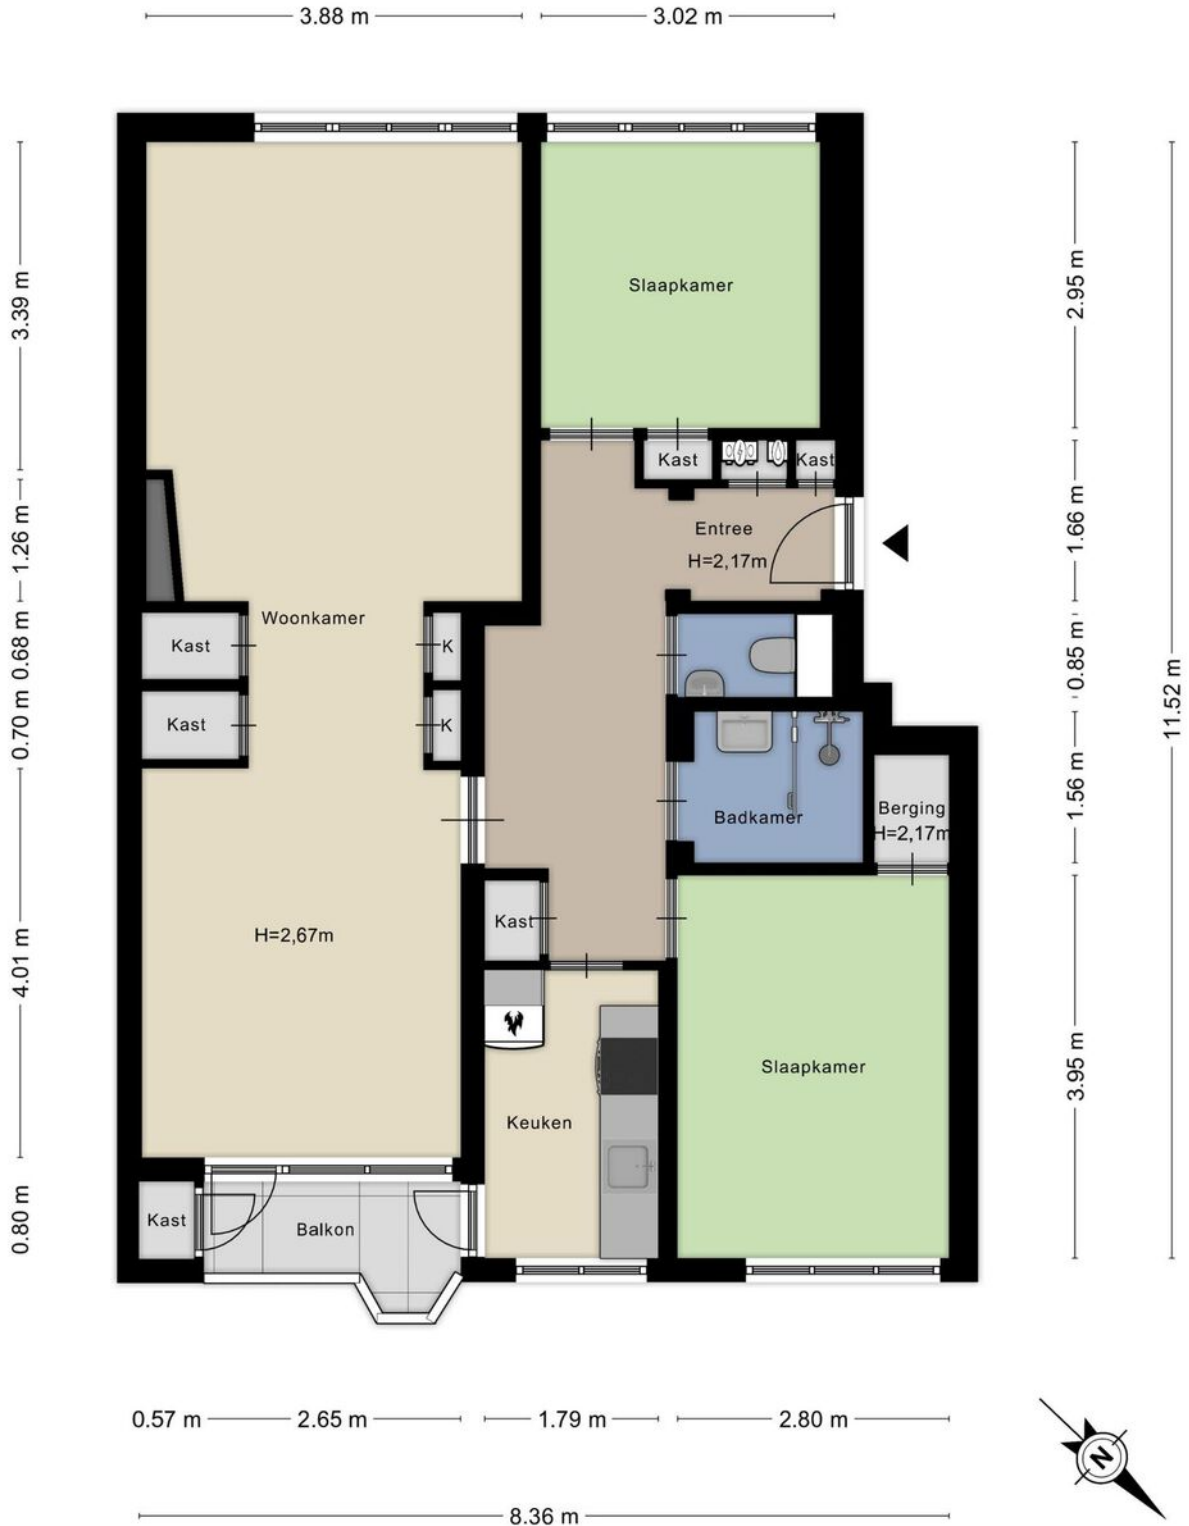 3.88 m
3.02 m
3.39 m
1.26 m
0.68 m
0.70 m
4.01 m
0.80 m
2.95 m
1.66 m
0.85 m
1.56 m
3.95 m
11.52 m
Slaapkamer
Kast
Kast
Entree
H=2,17m
Woonkamer
Kast
K
Kast
K
Badkamer
Berging
H=2,17m
Kast
H=2,67m
Slaapkamer
Keuken
Kast
Balkon
0.57 m
2.65 m
1.79 m
2.80 m
N
8.36 m